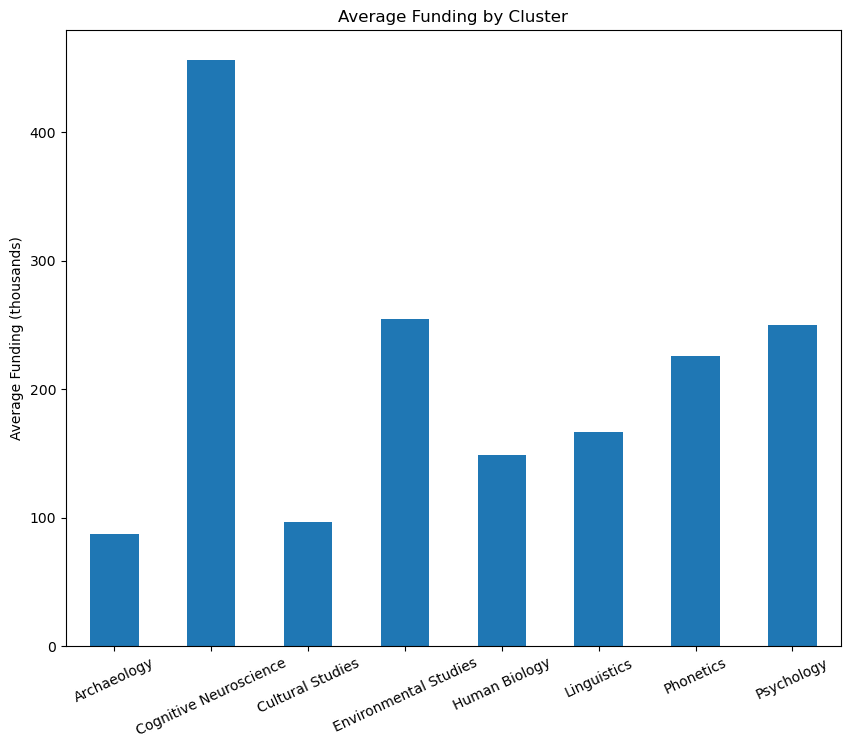 Average Funding by Cluster
Average Funding (thousands)
400
300
200
100
0
Archaeology
Cognitive Neuroscience
Cultural Studies
Environmental Studies
Human Biology
Linguistics
Phonetics
Psychology